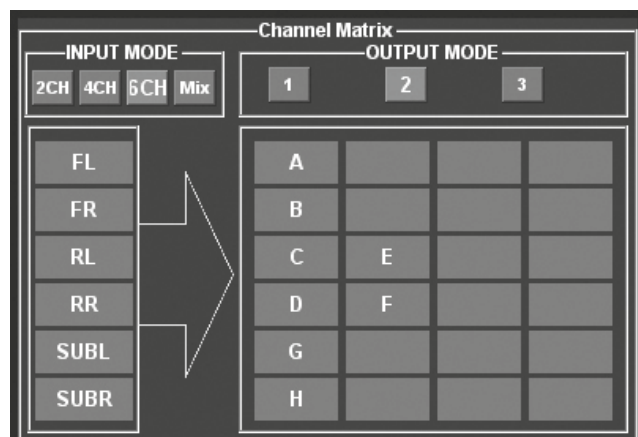 Channel Matrix
INPUT MODE OUTPUT MODE
2CH 4CH 6CH Mix 1 2 3
FL A
FR B
RL C E
RR D F
SUBL G
SUBR H